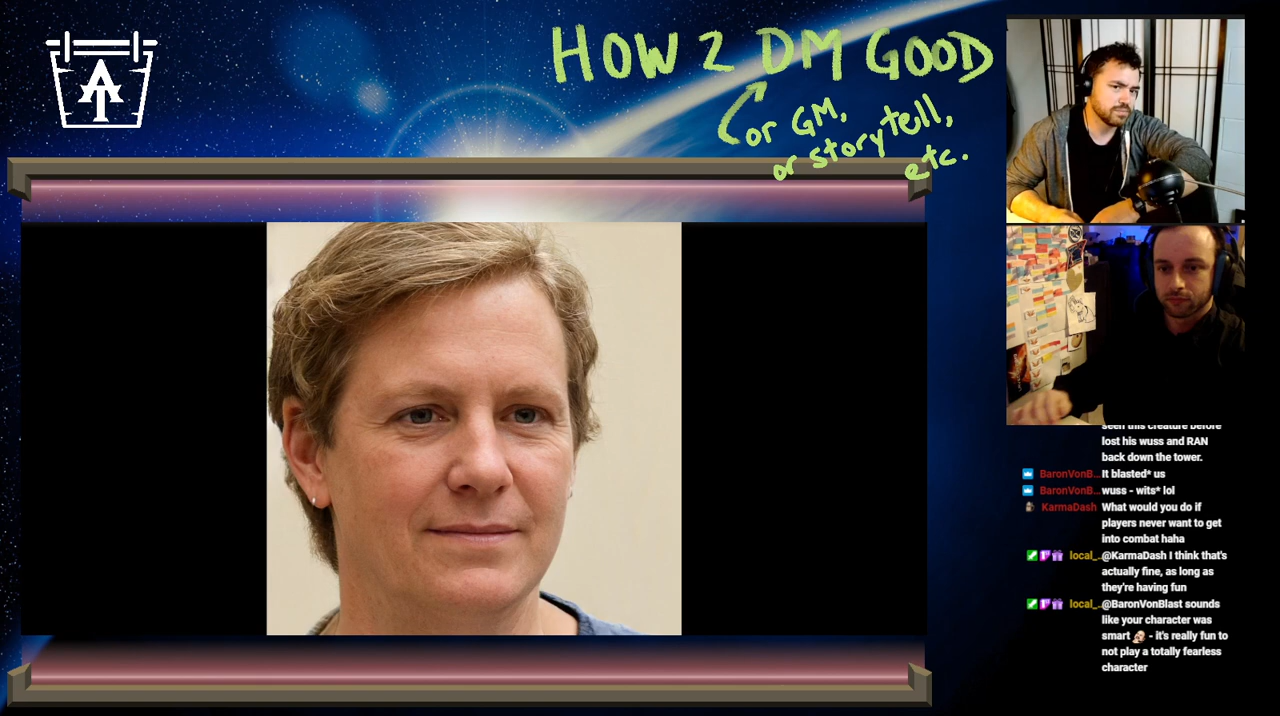 HOW 2 DM GOOD
or GM,
or storytell,
etc.
seen this creature before
lost his wuss and RAN
back down the tower.
BaronVonB... It blasted* us
BaronVonB... wuss - wits* lol
KarmaDash What would you do if
players never want to get
into combat haha
local_... @KarmaDash I think that's
actually fine, as long as
they're having fun
local_... @BaronVonBlast sounds
like your character was
smart - it's really fun to
not play a totally fearless
character